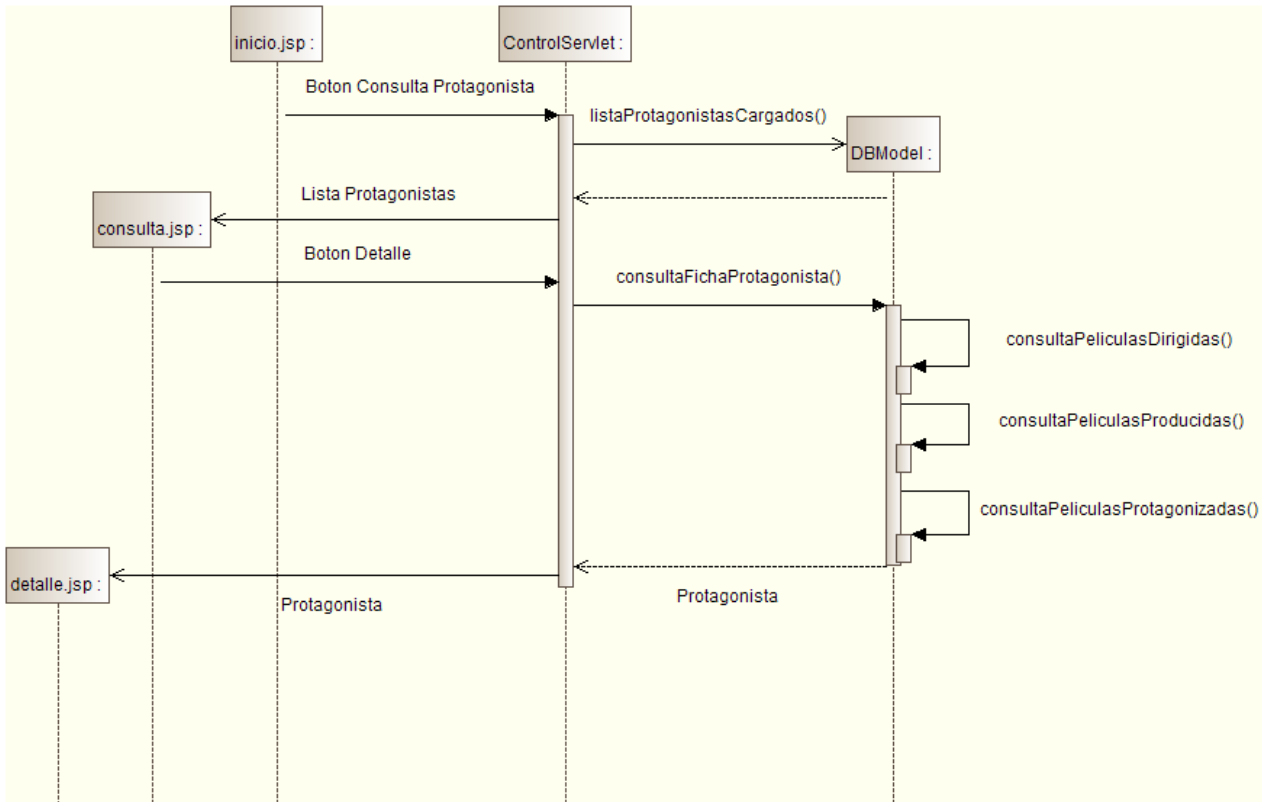 inicio.jsp :
ControlServlet :
Boton Consulta Protagonista
listaProtagonistasCargados()
DBModel :
Lista Protagonistas
consulta.jsp :
Boton Detalle
consultaFichaProtagonista()
consultaPeliculasDirigidas()
consultaPeliculasProducidas()
consultaPeliculasProtagonizadas()
detalle.jsp :
Protagonista
Protagonista